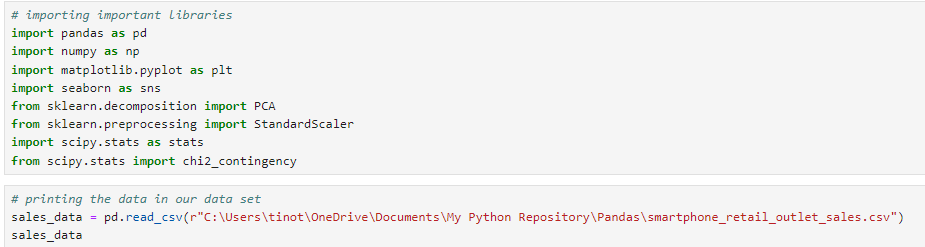 # importing important libraries
import pandas as pd
import numpy as np
import matplotlib.pyplot as plt
import seaborn as sns
from sklearn.decomposition import PCA
from sklearn.preprocessing import StandardScaler
import scipy.stats as stats
from scipy.stats import chi2_contingency
# printing the data in our data set
sales_data = pd.read_csv(r"C:\Users\tinot\OneDrive\Documents\My Python Repository\Pandas\smartphone_retail_outlet_sales.csv")
sales_data